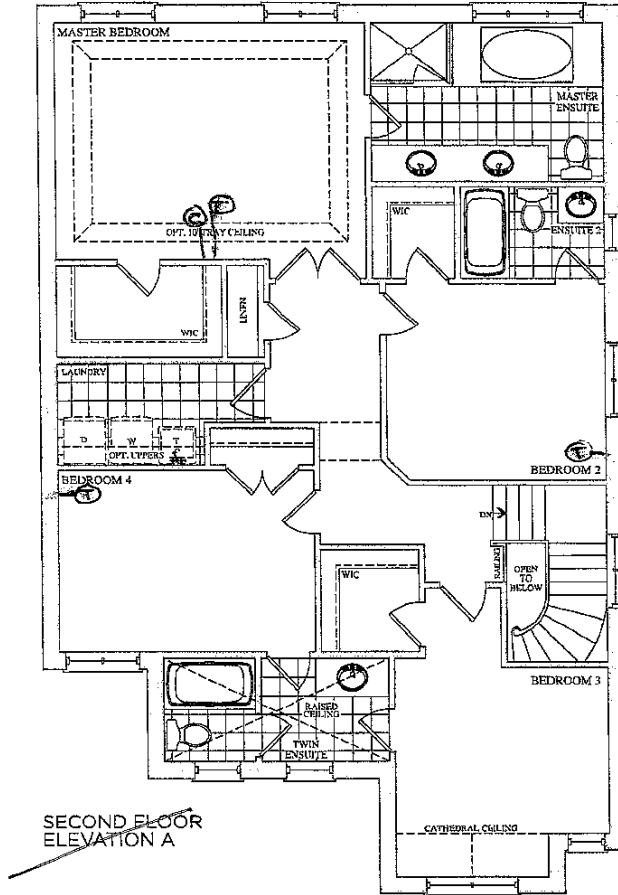 MASTER BEDROOM
MASTER
ENSUITE
OPT. 10' TRAY CEILING
WIC
ENSUITE 2
WIC
LINEN
LAUNDRY
D
W
T
OPT. UPPERS
BEDROOM 2
BEDROOM 4
DN
RAILING
OPEN
TO
BELOW
WIC
BEDROOM 3
RAISED
CEILING
TWIN
ENSUITE
CATHEDRAL CEILING
SECOND FLOOR
ELEVATION A